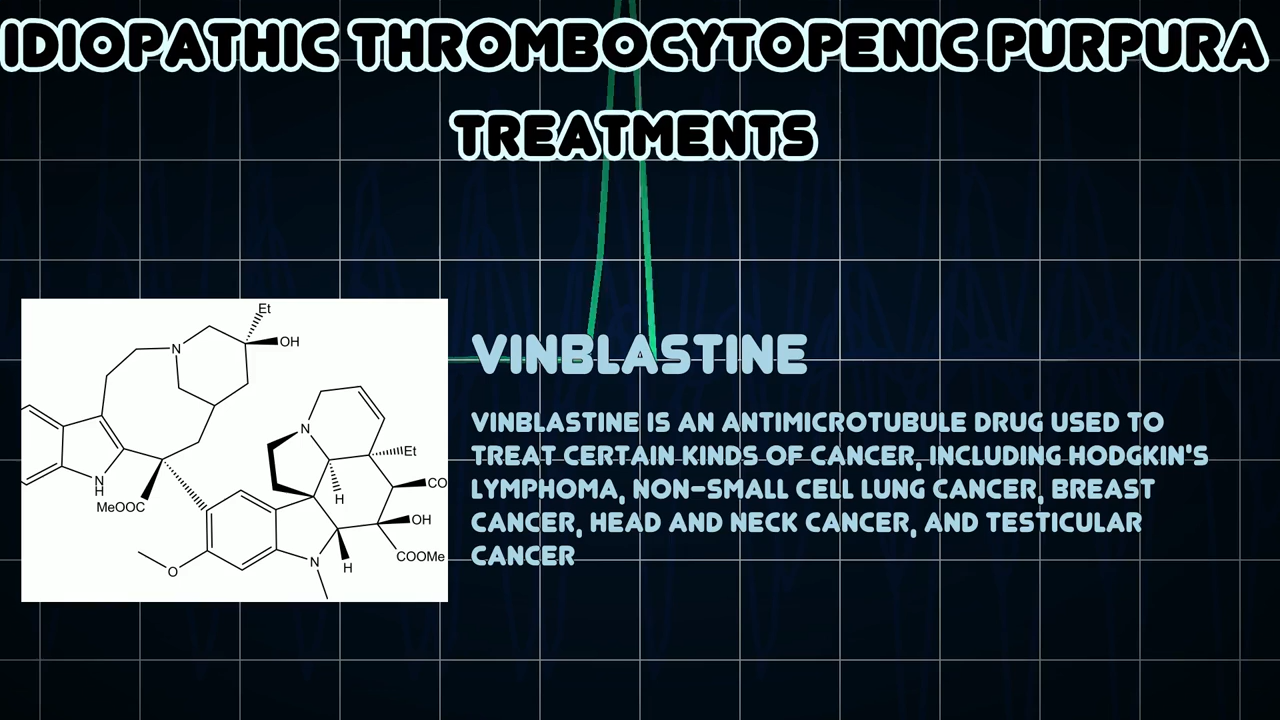 IDIOPATHIC THROMBOCYTOPENIC PURPURA
TREATMENTS
Et
N
OH
NH
MeOOC
O
N
H
Et
CO
OH
COOMe
N
H
VINBLASTINE
VINBLASTINE IS AN ANTIMICROTUBULE DRUG USED TO
TREAT CERTAIN KINDS OF CANCER, INCLUDING HODGKIN'S
LYMPHOMA, NON-SMALL CELL LUNG CANCER, BREAST
CANCER, HEAD AND NECK CANCER, AND TESTICULAR
CANCER